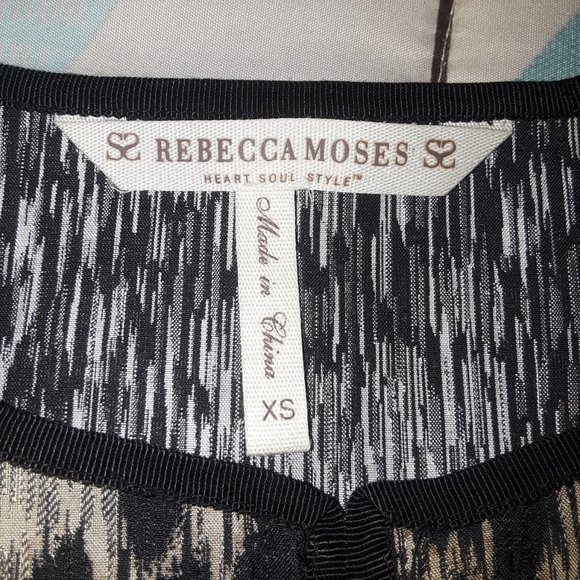 REBECCA MOSES
HEART SOUL STYLE™
Made in China
XS